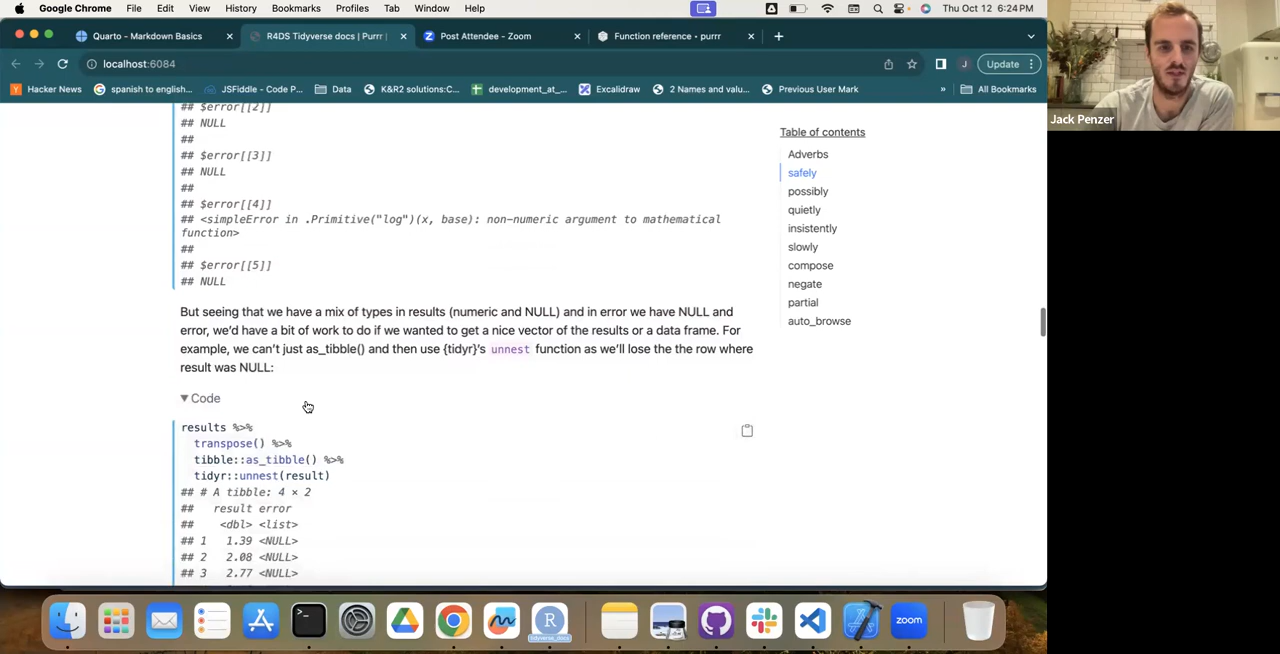 Google Chrome File Edit View History Bookmarks Profiles Tab Window Help Thu Oct 12 6:24 PM
Quarto - Markdown Basics R4DS Tidyverse docs | Purrr | Post Attendee - Zoom Function reference • purrr
localhost:6084 J Update
Hacker News spanish to english... JSFiddle - Code P... Data K&R2 solutions:C... development_at_... Excalidraw 2 Names and valu... Previous User Mark » All Bookmarks
Jack Penzer
## $error[[2]]
## NULL
##
## $error[[3]]
## NULL
##
## $error[[4]]
## <simpleError in .Primitive("log")(x, base): non-numeric argument to mathematical
function>
##
## $error[[5]]
## NULL
But seeing that we have a mix of types in results (numeric and NULL) and in error we have NULL and
error, we'd have a bit of work to do if we wanted to get a nice vector of the results or a data frame. For
example, we can't just as_tibble() and then use {tidyr}'s unnest function as we'll lose the the row where
result was NULL:
Code
results %>%
transpose() %>%
tibble::as_tibble() %>%
tidyr::unnest(result)
## # A tibble: 4 × 2
## result error
## <dbl> <list>
## 1 1.39 <NULL>
## 2 2.08 <NULL>
## 3 2.77 <NULL>
Table of contents
Adverbs
safely
possibly
quietly
insistently
slowly
compose
negate
partial
auto_browse
R
tidyverse_docs
zoom